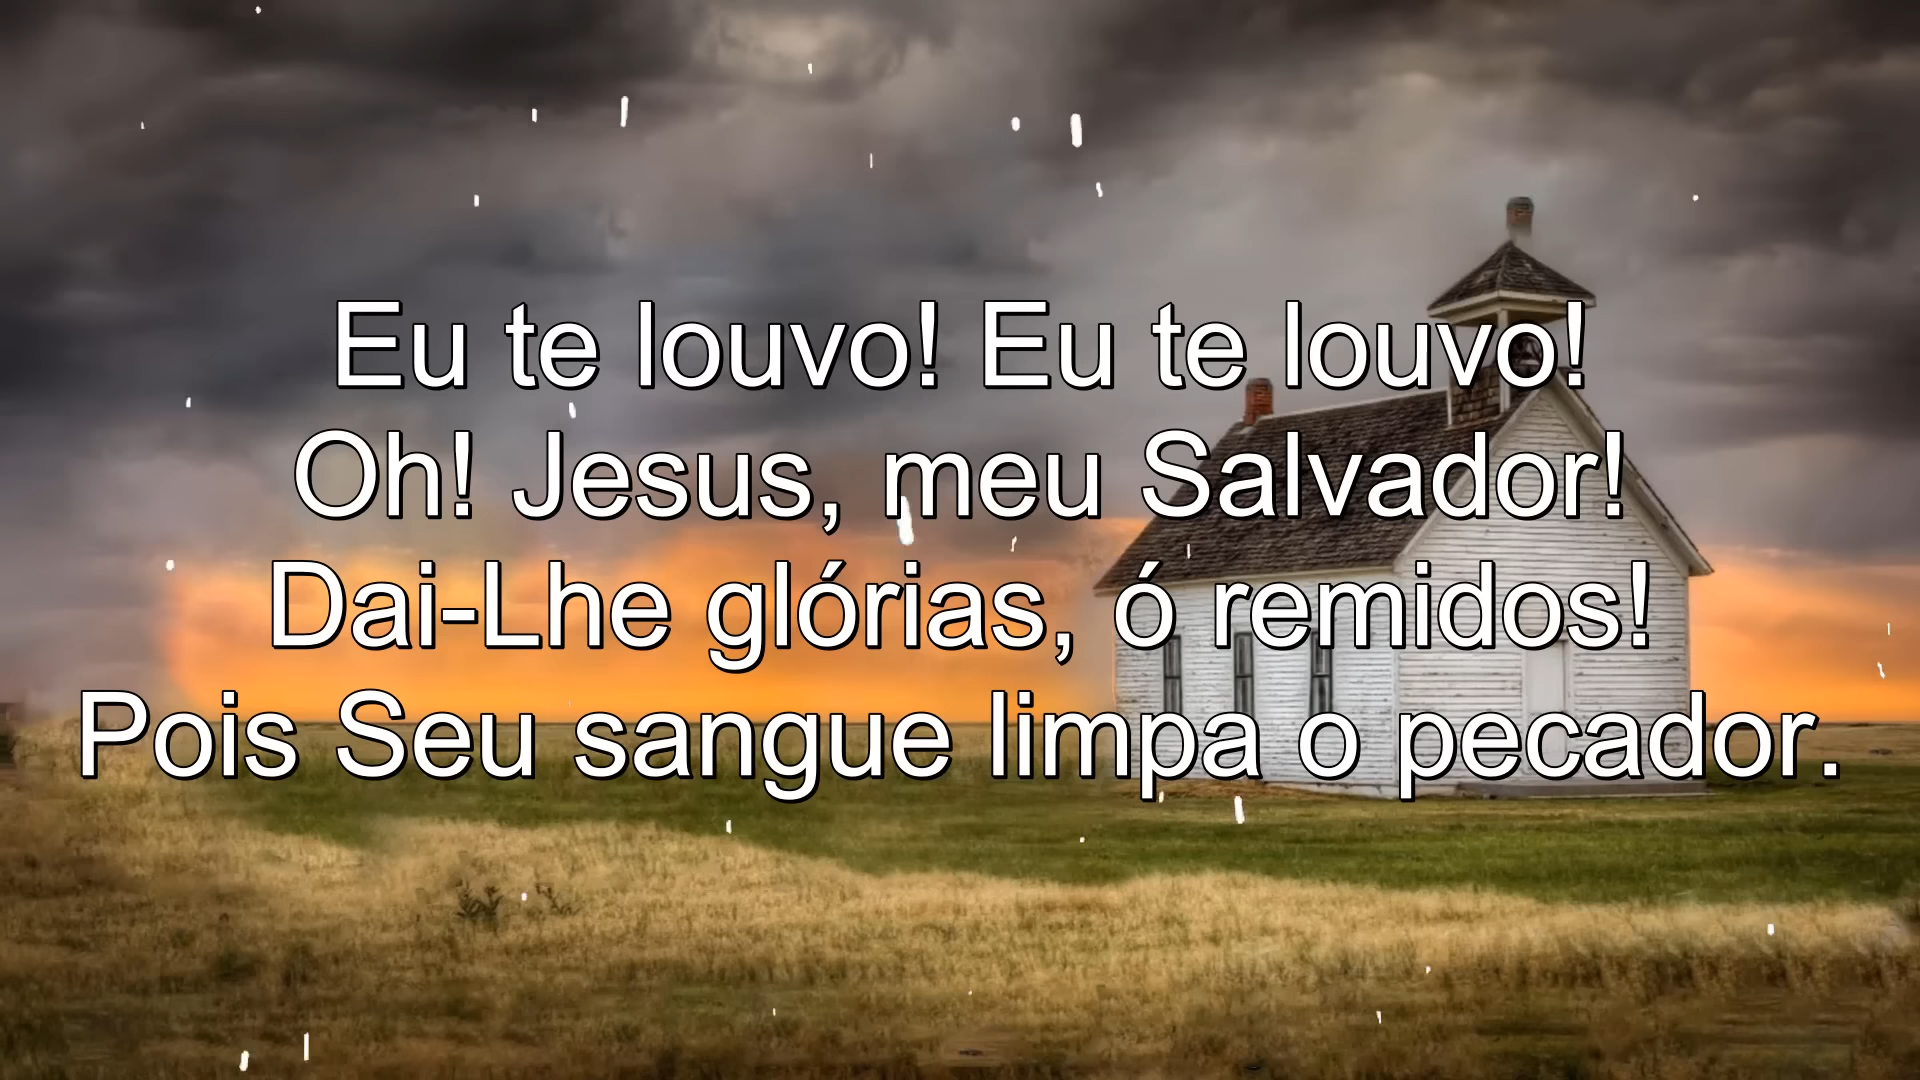 Eu te louvo! Eu te louvo!
Oh! Jesus, meu Salvador!
Dai-Lhe glórias, ó remidos!
Pois Seu sangue limpa o pecador.